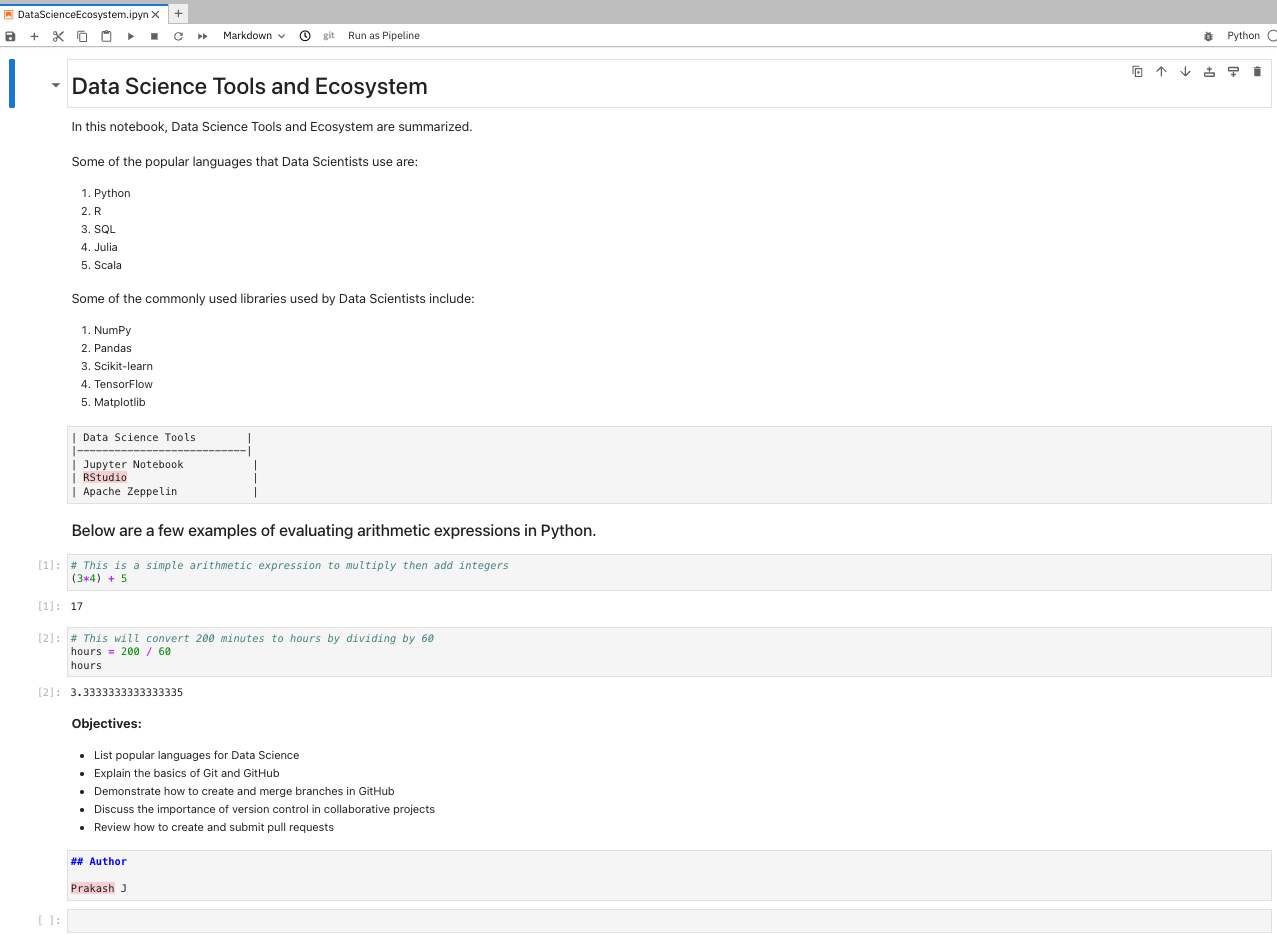 DataScienceEcosystem.ipyn
Markdown git Run as Pipeline Python
Data Science Tools and Ecosystem
In this notebook, Data Science Tools and Ecosystem are summarized.
Some of the popular languages that Data Scientists use are:
1. Python
2. R
3. SQL
4. Julia
5. Scala
Some of the commonly used libraries used by Data Scientists include:
1. NumPy
2. Pandas
3. Scikit-learn
4. TensorFlow
5. Matplotlib
| Data Science Tools        |
|---------------------------|
| Jupyter Notebook           |
| RStudio                    |
| Apache Zeppelin            |
Below are a few examples of evaluating arithmetic expressions in Python.
[1]: # This is a simple arithmetic expression to multiply then add integers
(3*4) + 5
[1]: 17
[2]: # This will convert 200 minutes to hours by dividing by 60
hours = 200 / 60
hours
[2]: 3.3333333333333335
Objectives:
• List popular languages for Data Science
• Explain the basics of Git and GitHub
• Demonstrate how to create and merge branches in GitHub
• Discuss the importance of version control in collaborative projects
• Review how to create and submit pull requests
## Author
Prakash J
[ ]: